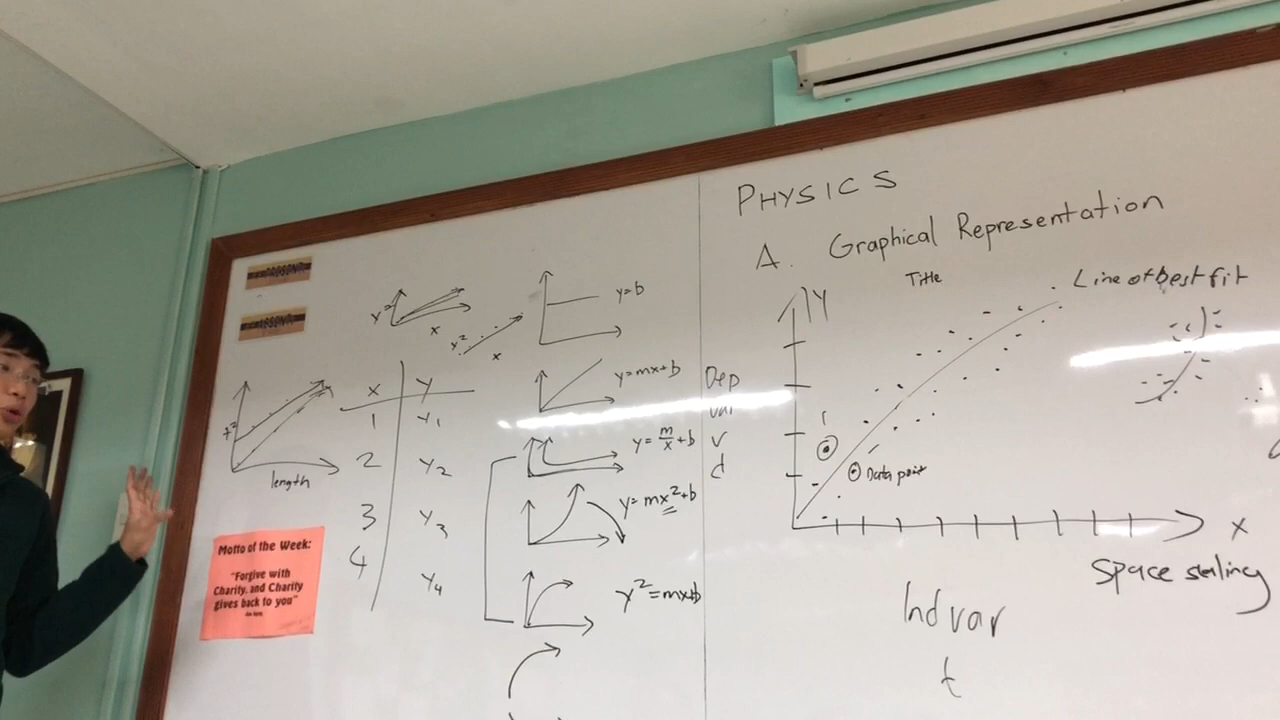 PHYSICS
A. Graphical Representation
Title
Line of best fit
Y
Dep
var
v
d
Data point
x
Space scaling
Ind var
t
x
x
x²
y=b
y=mx+b
y=m/x+b
y=mx²+b
y²=mx+b
x y
1 y₁
2 y₂
3 y₃
4 y₄
length
Motto of the Week:
"Forgive with
Charity, and Charity
gives back to you"